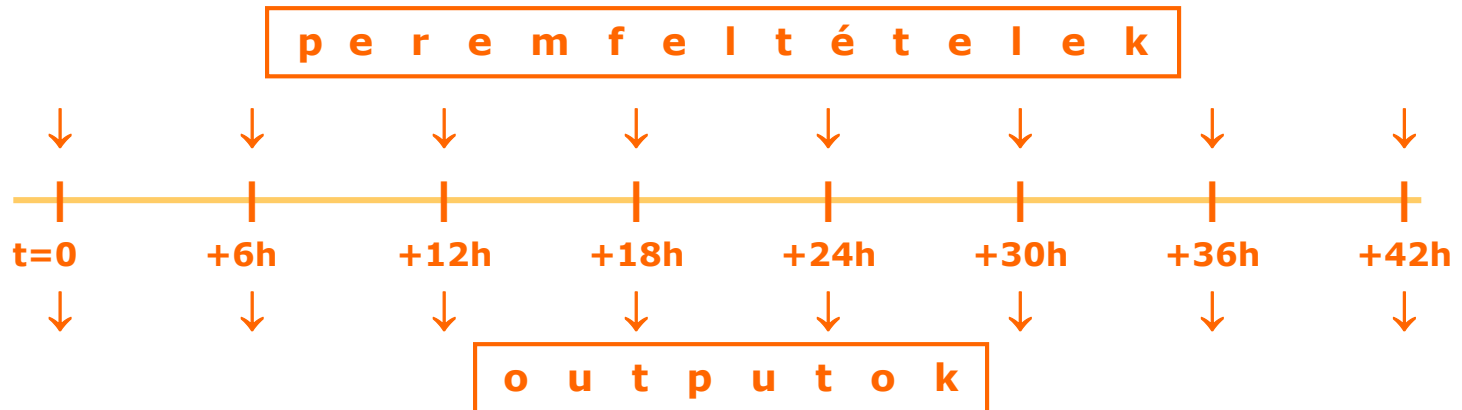 p e r e m f e l t é t e l e k
t=0 +6h +12h +18h +24h +30h +36h +42h
o u t p u t o k